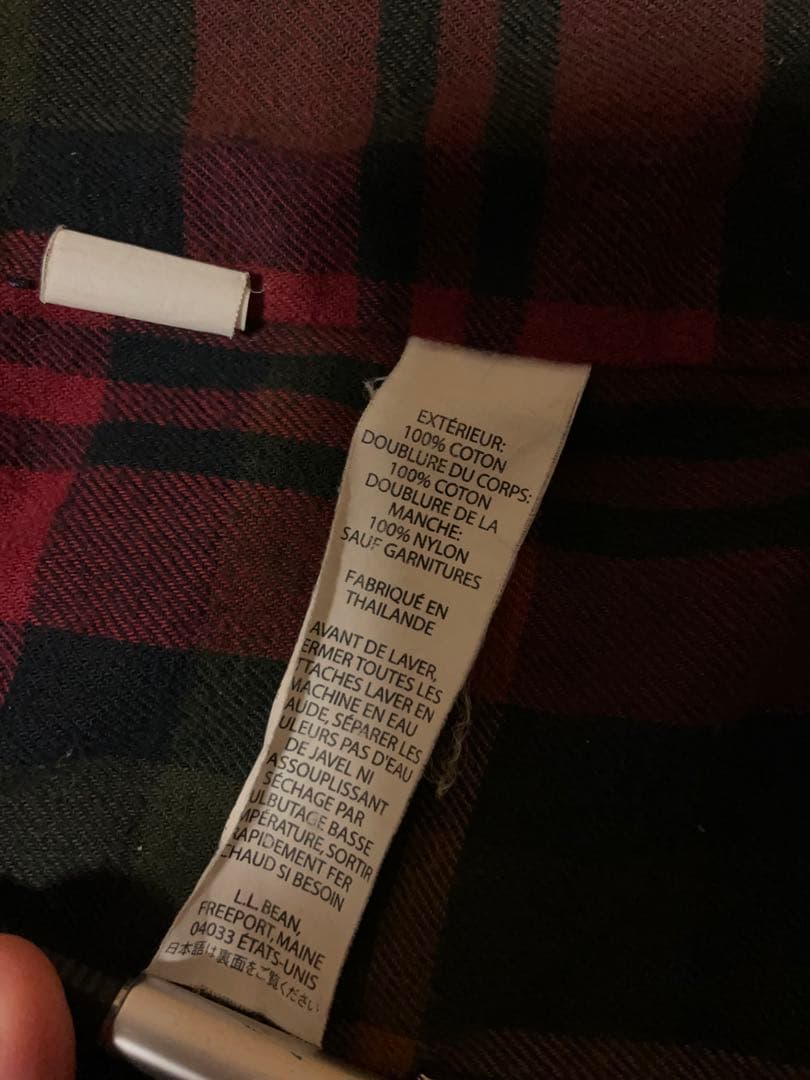 EXTÉRIEUR:
100% COTON
DOUBLURE DU CORPS:
100% COTON
DOUBLURE DE LA
MANCHE:
100% NYLON
SAUF GARNITURES
FABRIQUÉ EN
THAILANDE
AVANT DE LAVER,
ERMER TOUTES LES
TTACHES LAVER EN
MACHINE EN EAU
AUDE, SÉPARER LES
ULEURS PAS D'EAU
DE JAVEL NI
ASSOUPLISSANT
SÉCHAGE PAR
ULBUTAGE BASSE
MPÉRATURE, SORTIR
RAPIDEMENT FER
CHAUD SI BESOIN
L.L. BEAN,
FREEPORT, MAINE
04033 ÉTATS-UNIS
日本語は裏面をご覧ください